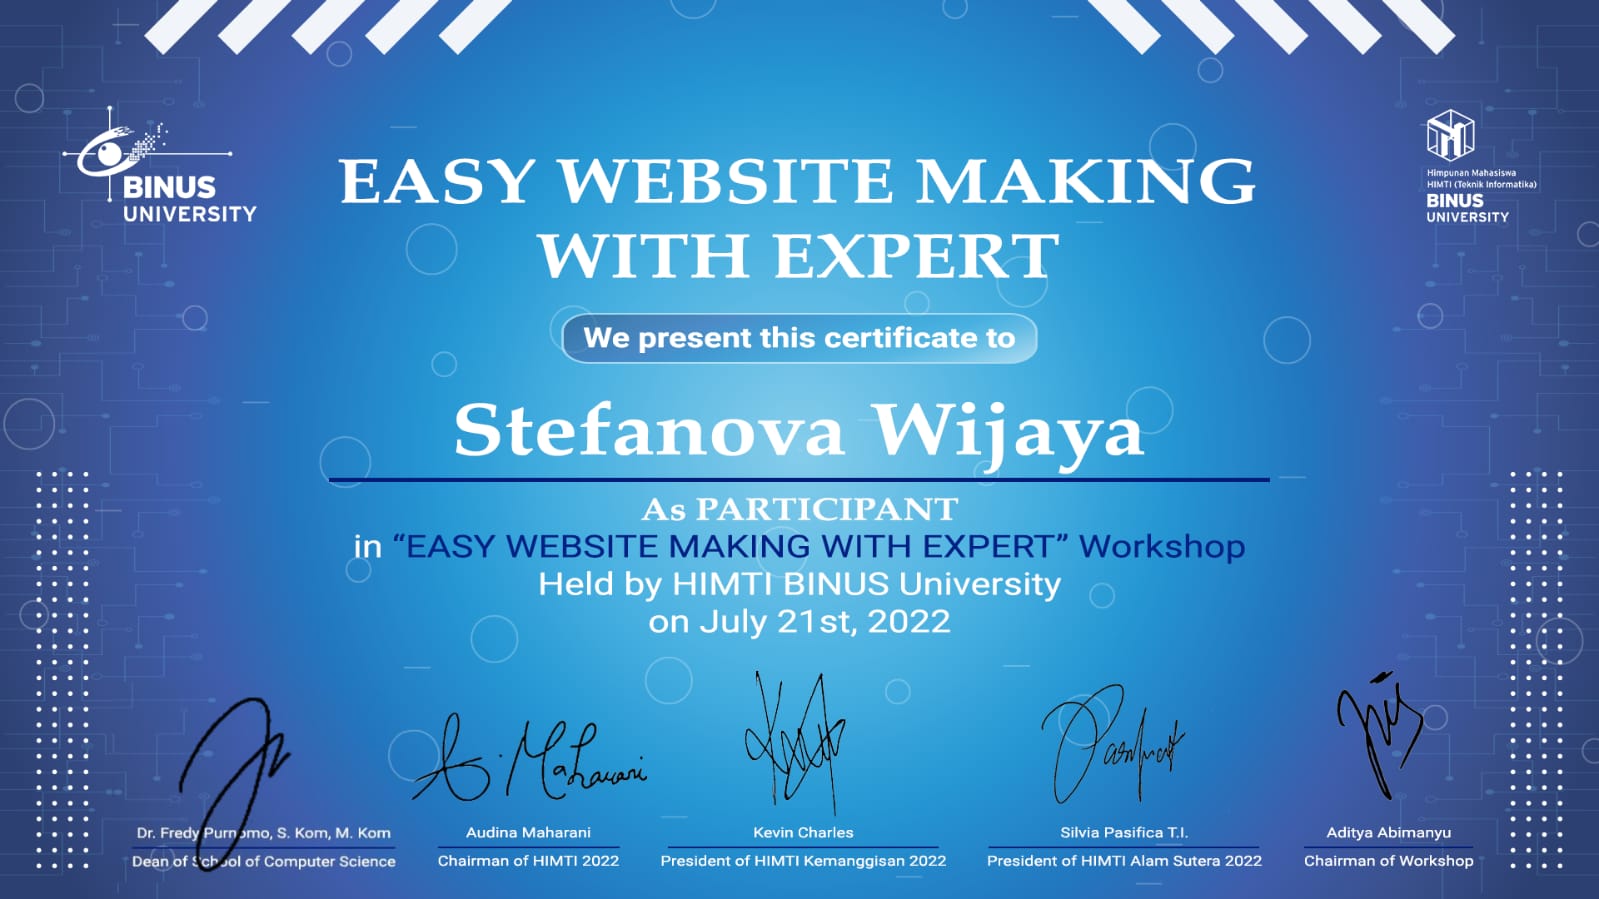 BINUS
UNIVERSITY
Himpunan Mahasiswa
HIMTI (Teknik Informatika)
BINUS
UNIVERSITY
EASY WEBSITE MAKING
WITH EXPERT
We present this certificate to
Stefanova Wijaya
As PARTICIPANT
in “EASY WEBSITE MAKING WITH EXPERT” Workshop
Held by HIMTI BINUS University
on July 21st, 2022
A. Maharani
Dr. Fredy Purnomo, S. Kom, M. Kom
Dean of School of Computer Science
Audina Maharani
Chairman of HIMTI 2022
Kevin Charles
President of HIMTI Kemanggisan 2022
Silvia Pasifica T.I.
President of HIMTI Alam Sutera 2022
Aditya Abimanyu
Chairman of Workshop